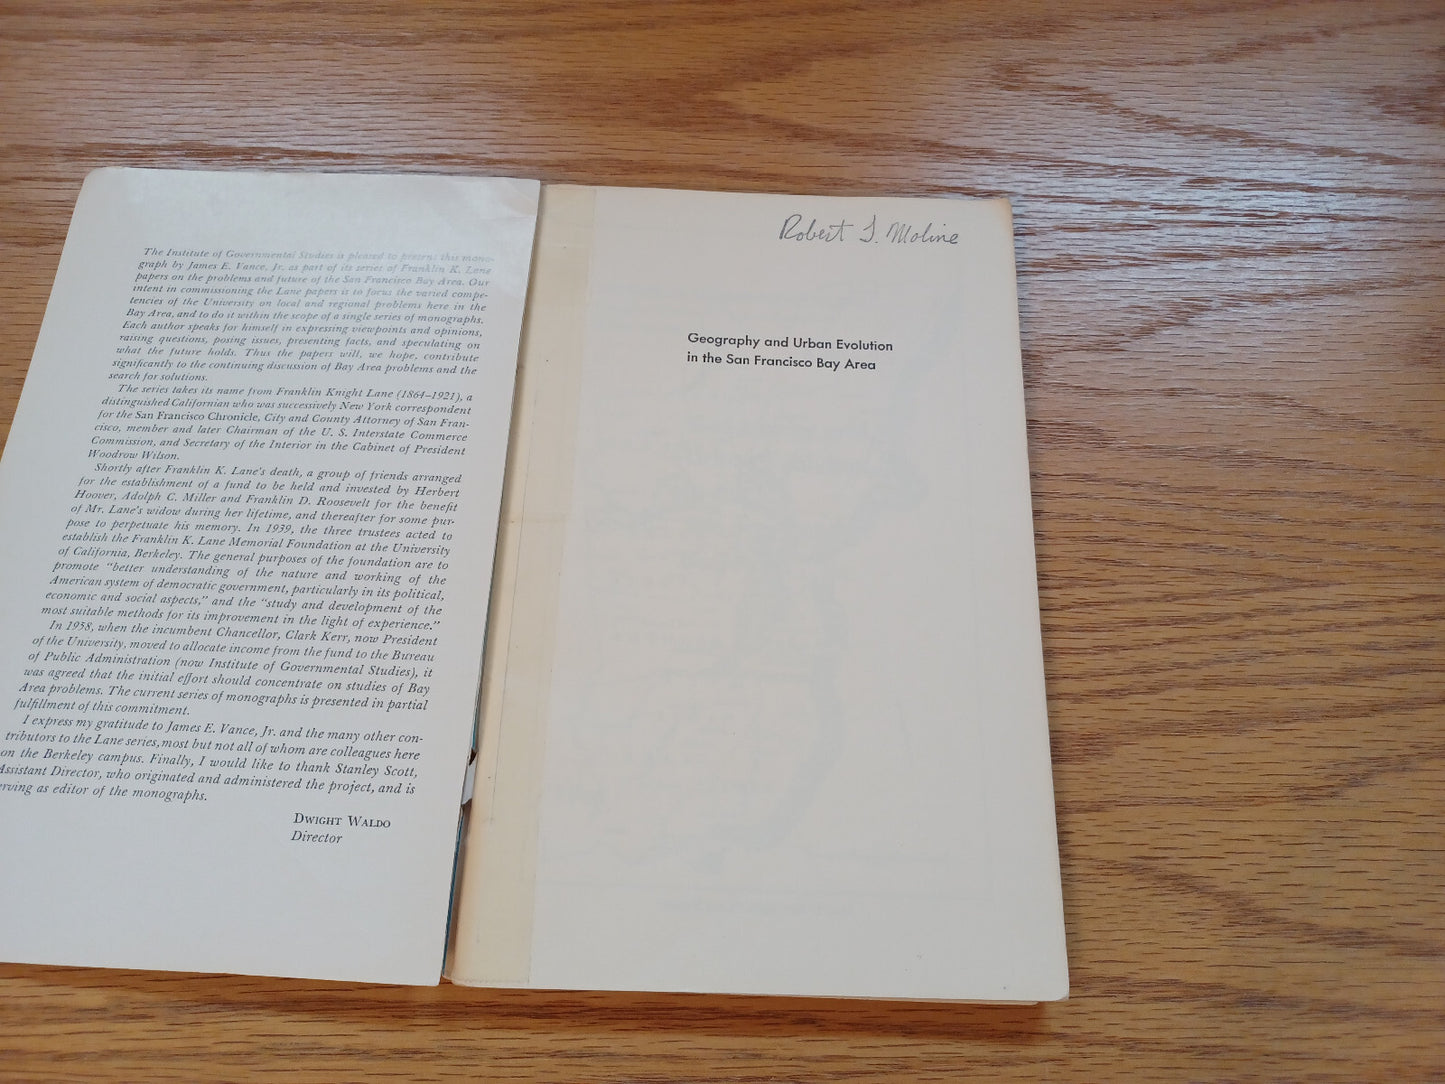 The Institute of Governmental Studies is pleased to present this mono-
graph by James E. Vance, Jr. as part of its series of Franklin K. Lane
papers on the problems and future of the San Francisco Bay Area. Our
intent in commissioning the Lane papers is to focus the varied compe-
tencies of the University on local and regional problems here in the
Bay Area, and to do it within the scope of a single series of monographs.
Each author speaks for himself in expressing viewpoints and opinions,
raising questions, posing issues, presenting facts, and speculating on
what the future holds. Thus the papers will, we hope, contribute
significantly to the continuing discussion of Bay Area problems and the
search for solutions.
The series takes its name from Franklin Knight Lane (1864–1921), a
distinguished Californian who was successively New York correspondent
for the San Francisco Chronicle, City and County Attorney of San Fran-
cisco, member and later Chairman of the U. S. Interstate Commerce
Commission, and Secretary of the Interior in the Cabinet of President
Woodrow Wilson.
Shortly after Franklin K. Lane's death, a group of friends arranged
for the establishment of a fund to be held and invested by Herbert
Hoover, Adolph C. Miller and Franklin D. Roosevelt for the benefit
of Mr. Lane's widow during her lifetime, and thereafter for some pur-
pose to perpetuate his memory. In 1939, the three trustees acted to
establish the Franklin K. Lane Memorial Foundation at the University
of California, Berkeley. The general purposes of the foundation are to
promote "better understanding of the nature and working of the
American system of democratic government, particularly in its political,
economic and social aspects," and the "study and development of the
most suitable methods for its improvement in the light of experience."
In 1958, when the incumbent Chancellor, Clark Kerr, now President
of the University, moved to allocate income from the fund to the Bureau
of Public Administration (now Institute of Governmental Studies), it
was agreed that the initial effort should concentrate on studies of Bay
Area problems. The current series of monographs is presented in partial
fulfillment of this commitment.
I express my gratitude to James E. Vance, Jr. and the many other con-
tributors to the Lane series, most but not all of whom are colleagues here
on the Berkeley campus. Finally, I would like to thank Stanley Scott,
Assistant Director, who originated and administered the project, and is
erving as editor of the monographs.
DWIGHT WALDO
Director
Robert I. Moline
Geography and Urban Evolution
in the San Francisco Bay Area